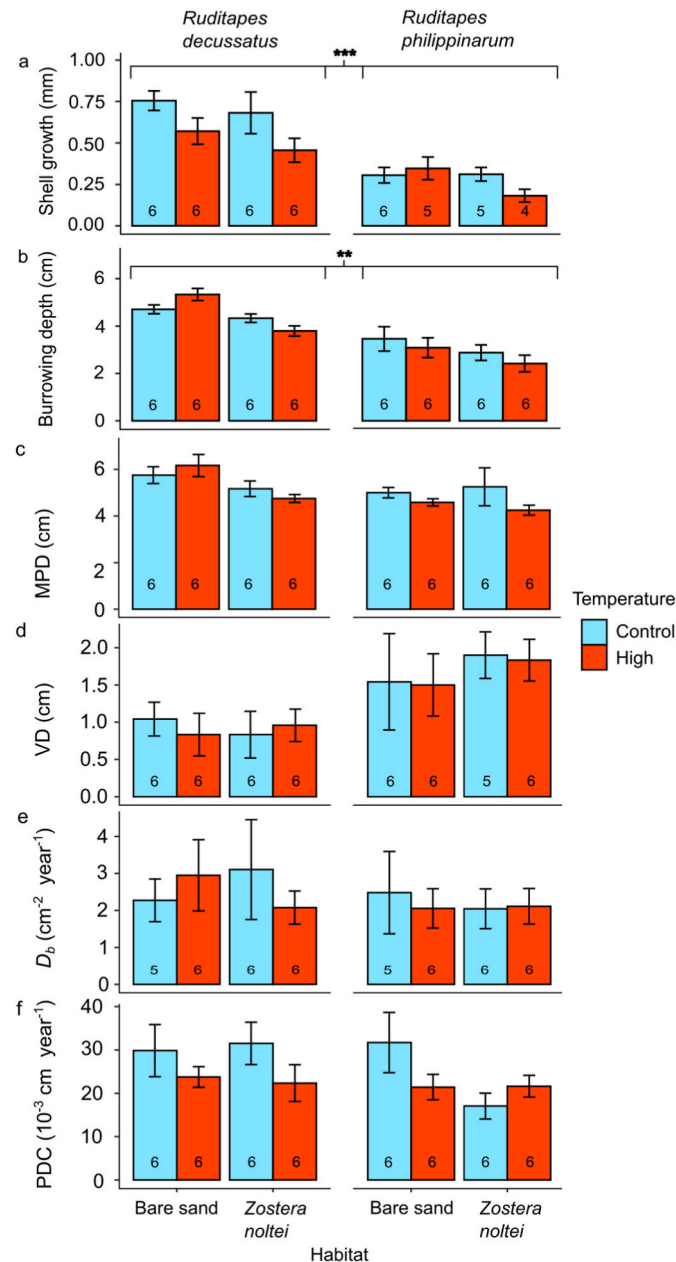 Ruditapes
decussatus
Ruditapes
philippinarum
a
***
Shell growth (mm)
1.00
0.75
0.50
0.25
0.00
6 6 6 6 6 5 5 4
b
**
Burrowing depth (cm)
6
4
2
0
6 6 6 6 6 6 6 6
c
MPD (cm)
6
4
2
0
6 6 6 6 6 6 6 6
Temperature
Control
High
d
VD (cm)
2.0
1.5
1.0
0.5
0.0
6 6 6 6 6 6 5 6
e
D_b (cm⁻² year⁻¹)
4
3
2
1
0
5 6 6 6 5 6 6 6
f
PDC (10⁻³ cm year⁻¹)
40
30
20
10
0
6 6 6 6 6 6 6 6
Bare sand
Zostera
noltei
Bare sand
Zostera
noltei
Habitat